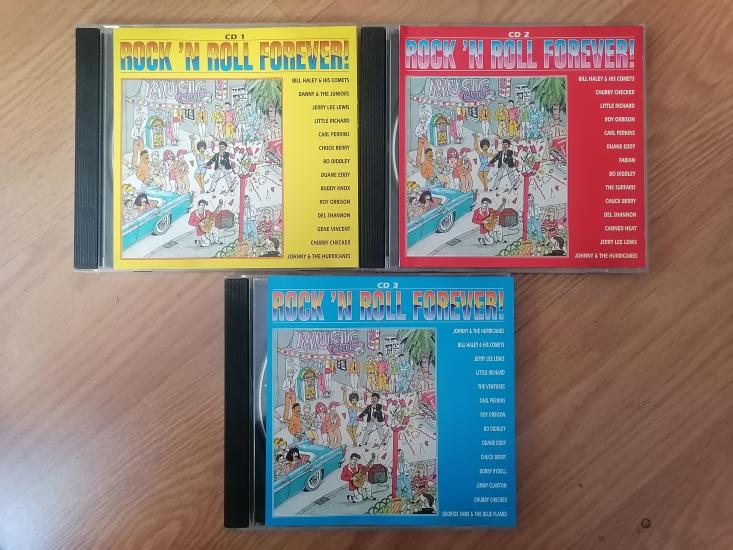 CD 1
ROCK 'N ROLL FOREVER!
MUSIC
BILL HALEY & HIS COMETS
DANNY & THE JUNIORS
JERRY LEE LEWIS
LITTLE RICHARD
CARL PERKINS
CHUCK BERRY
BO DIDDLEY
DUANE EDDY
BUDDY KNOX
ROY ORBISON
DEL SHANNON
GENE VINCENT
CHUBBY CHECKER
JOHNNY & THE HURRICANES
CD 2
ROCK 'N ROLL FOREVER!
MUSIC
BILL HALEY & HIS COMETS
CHUBBY CHECKER
LITTLE RICHARD
ROY ORBISON
CARL PERKINS
DUANE EDDY
FABIAN
BO DIDDLEY
THE SURFARIS
CHUCK BERRY
DEL SHANNON
CANNED HEAT
JERRY LEE LEWIS
JOHNNY & THE HURRICANES
CD 3
ROCK 'N ROLL FOREVER!
MUSIC
JOHNNY & THE HURRICANES
BILL HALEY & HIS COMETS
JERRY LEE LEWIS
LITTLE RICHARD
THE VENTURES
CARL PERKINS
ROY ORBISON
BO DIDDLEY
DUANE EDDY
CHUCK BERRY
BOBBY RYDELL
JIMMY CLANTON
CHUBBY CHECKER
GEORGIE FAME & THE BLUE FLAMES